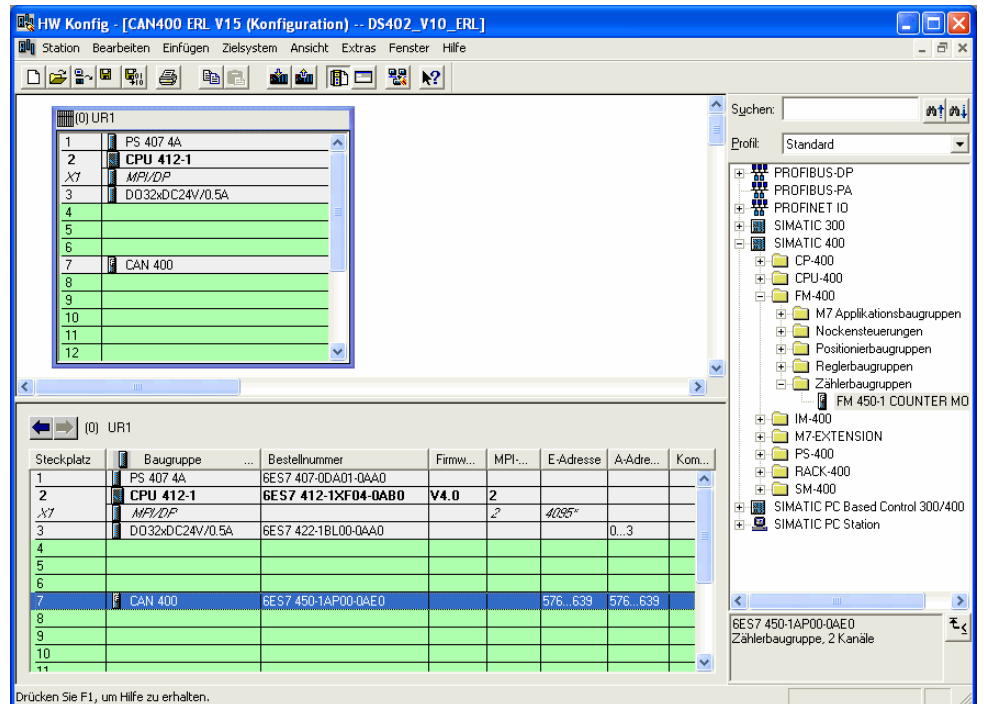 HW Konfig - [CAN400 ERL V15 (Konfiguration) -- DS402_V10_ERL]
Station Bearbeiten Einfügen Zielsystem Ansicht Extras Fenster Hilfe
(0) UR1
1 PS 407 4A
2 CPU 412-1
X1 MPI/DP
3 DO32xDC24V/0.5A
4
5
6
7 CAN 400
8
9
10
11
12
Suchen:
Profil: Standard
PROFIBUS-DP
PROFIBUS-PA
PROFINET IO
SIMATIC 300
SIMATIC 400
CP-400
CPU-400
FM-400
M7 Applikationsbaugruppen
Nockensteuerungen
Positionierbaugruppen
Reglerbaugruppen
Zählerbaugruppen
FM 450-1 COUNTER MO
IM-400
M7-EXTENSION
PS-400
RACK-400
SM-400
SIMATIC PC Based Control 300/400
SIMATIC PC Station
(0) UR1
Steckplatz Baugruppe ... Bestellnummer Firmw... MPI-... E-Adresse A-Adre... Kom...
1 PS 407 4A 6ES7 407-0DA01-0AA0
2 CPU 412-1 6ES7 412-1XF04-0AB0 V4.0 2
X1 MPI/DP 2 4095*
3 DO32xDC24V/0.5A 6ES7 422-1BL00-0AA0 0...3
4
5
6
7 CAN 400 6ES7 450-1AP00-0AE0 576...639 576...639
8
9
10
11
6ES7 450-1AP00-0AE0
Zählerbaugruppe, 2 Kanäle
Drücken Sie F1, um Hilfe zu erhalten.